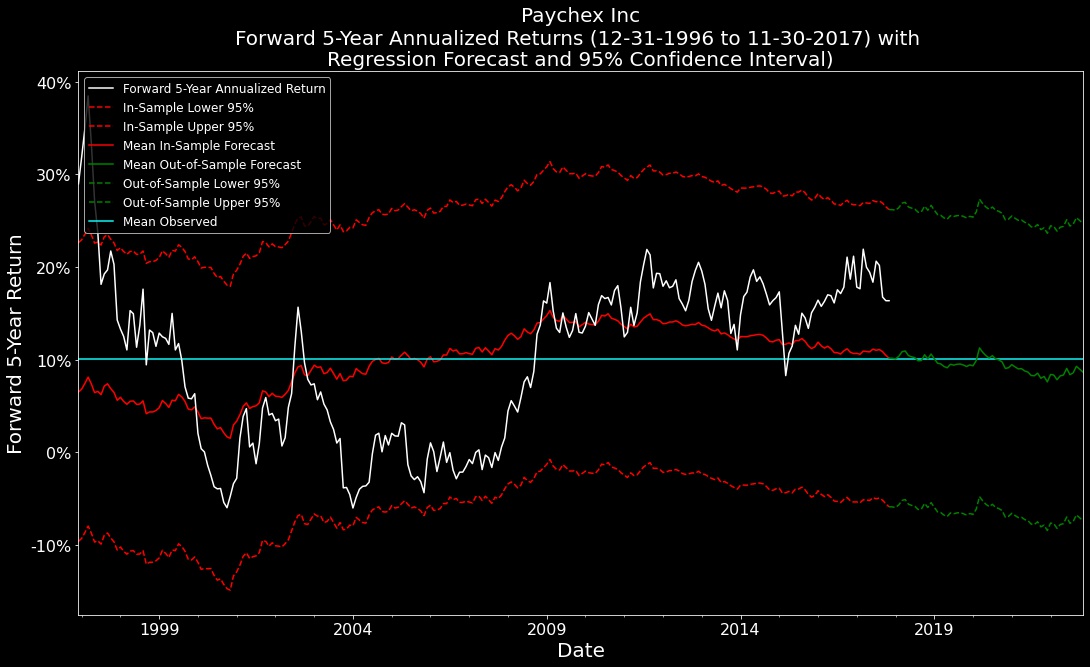 Paychex Inc
Forward 5-Year Annualized Returns (12-31-1996 to 11-30-2017) with
Regression Forecast and 95% Confidence Interval)
Forward 5-Year Annualized Return
In-Sample Lower 95%
In-Sample Upper 95%
Mean In-Sample Forecast
Mean Out-of-Sample Forecast
Out-of-Sample Lower 95%
Out-of-Sample Upper 95%
Mean Observed
Forward 5-Year Return
40%
30%
20%
10%
0%
-10%
1999
2004
2009
2014
2019
Date